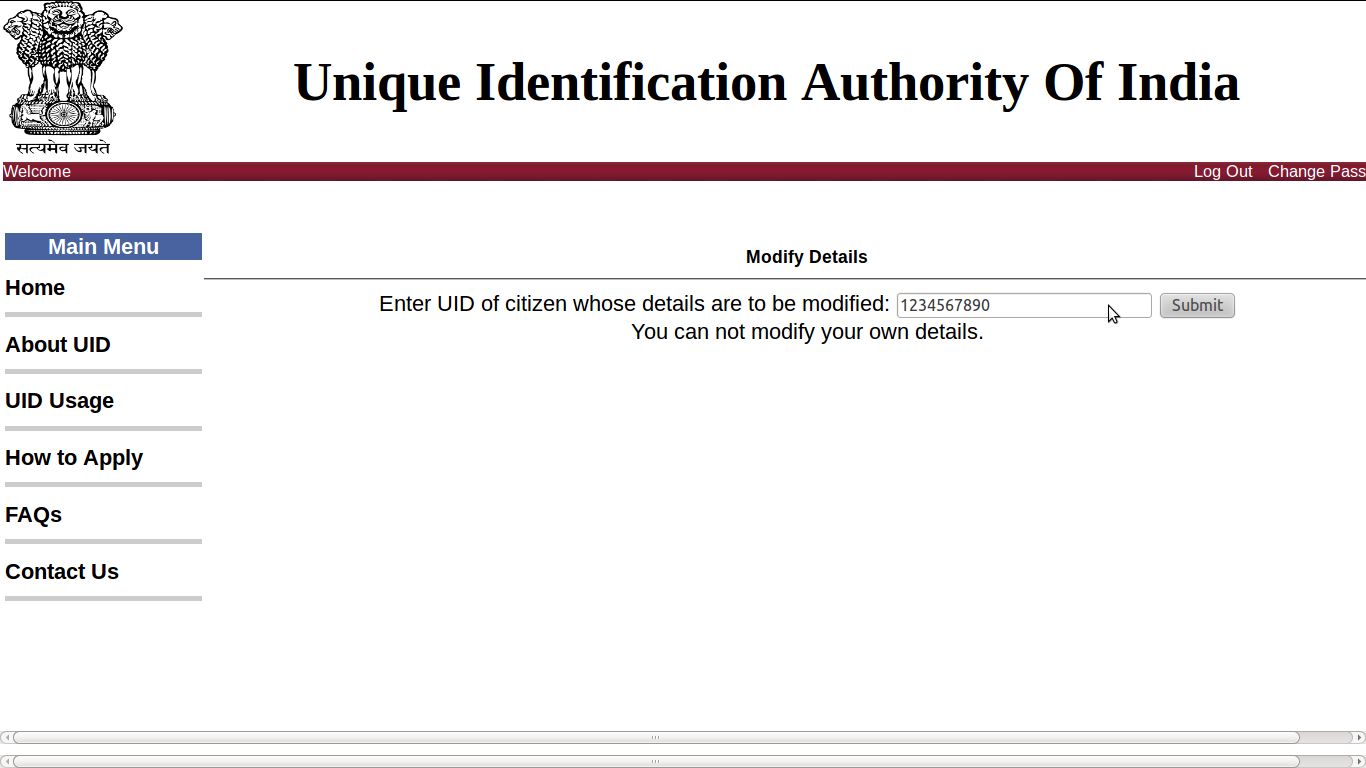 Unique Identification Authority Of India
सत्यमेव जयते
Welcome Log Out Change Pass
Main Menu
Home
About UID
UID Usage
How to Apply
FAQs
Contact Us
Modify Details
Enter UID of citizen whose details are to be modified: 1234567890 Submit
You can not modify your own details.